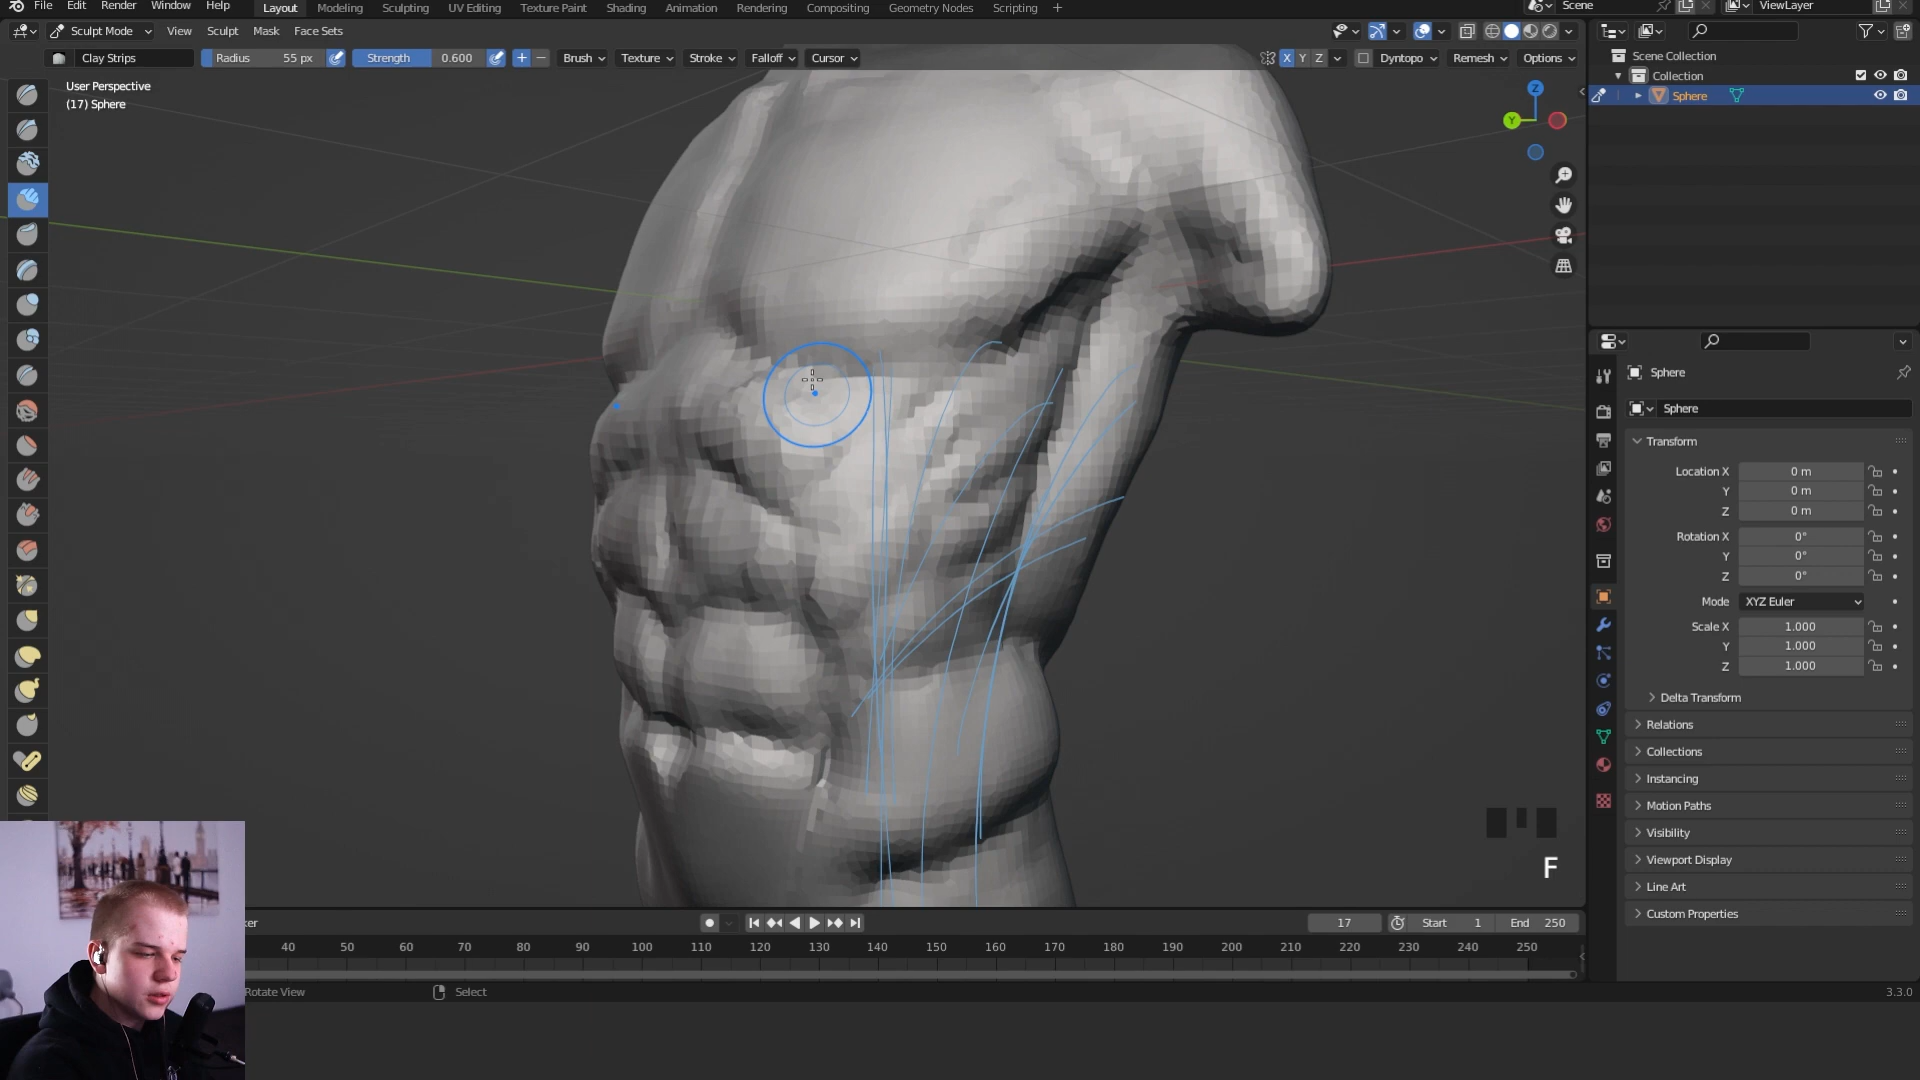 File Edit Render Window Help Layout Modeling Sculpting UV Editing Texture Paint Shading Animation Rendering Compositing Geometry Nodes Scripting + Scene ViewLayer
Sculpt Mode View Sculpt Mask Face Sets
Clay Strips Radius 55 px Strength 0.600 Brush Texture Stroke Falloff Cursor X Y Z Dyntopo Remesh Options
User Perspective
(17) Sphere
Z
Y
Scene Collection
Collection
Sphere
Sphere
Sphere
Transform
Location X 0 m
Y 0 m
Z 0 m
Rotation X 0°
Y 0°
Z 0°
Mode XYZ Euler
Scale X 1.000
Y 1.000
Z 1.000
Delta Transform
Relations
Collections
Instancing
Motion Paths
Visibility
Viewport Display
Line Art
Custom Properties
F
ker 17 Start 1 End 250
40 50 60 70 80 90 100 110 120 130 140 150 160 170 180 190 200 210 220 230 240 250
Rotate View Select 3.3.0